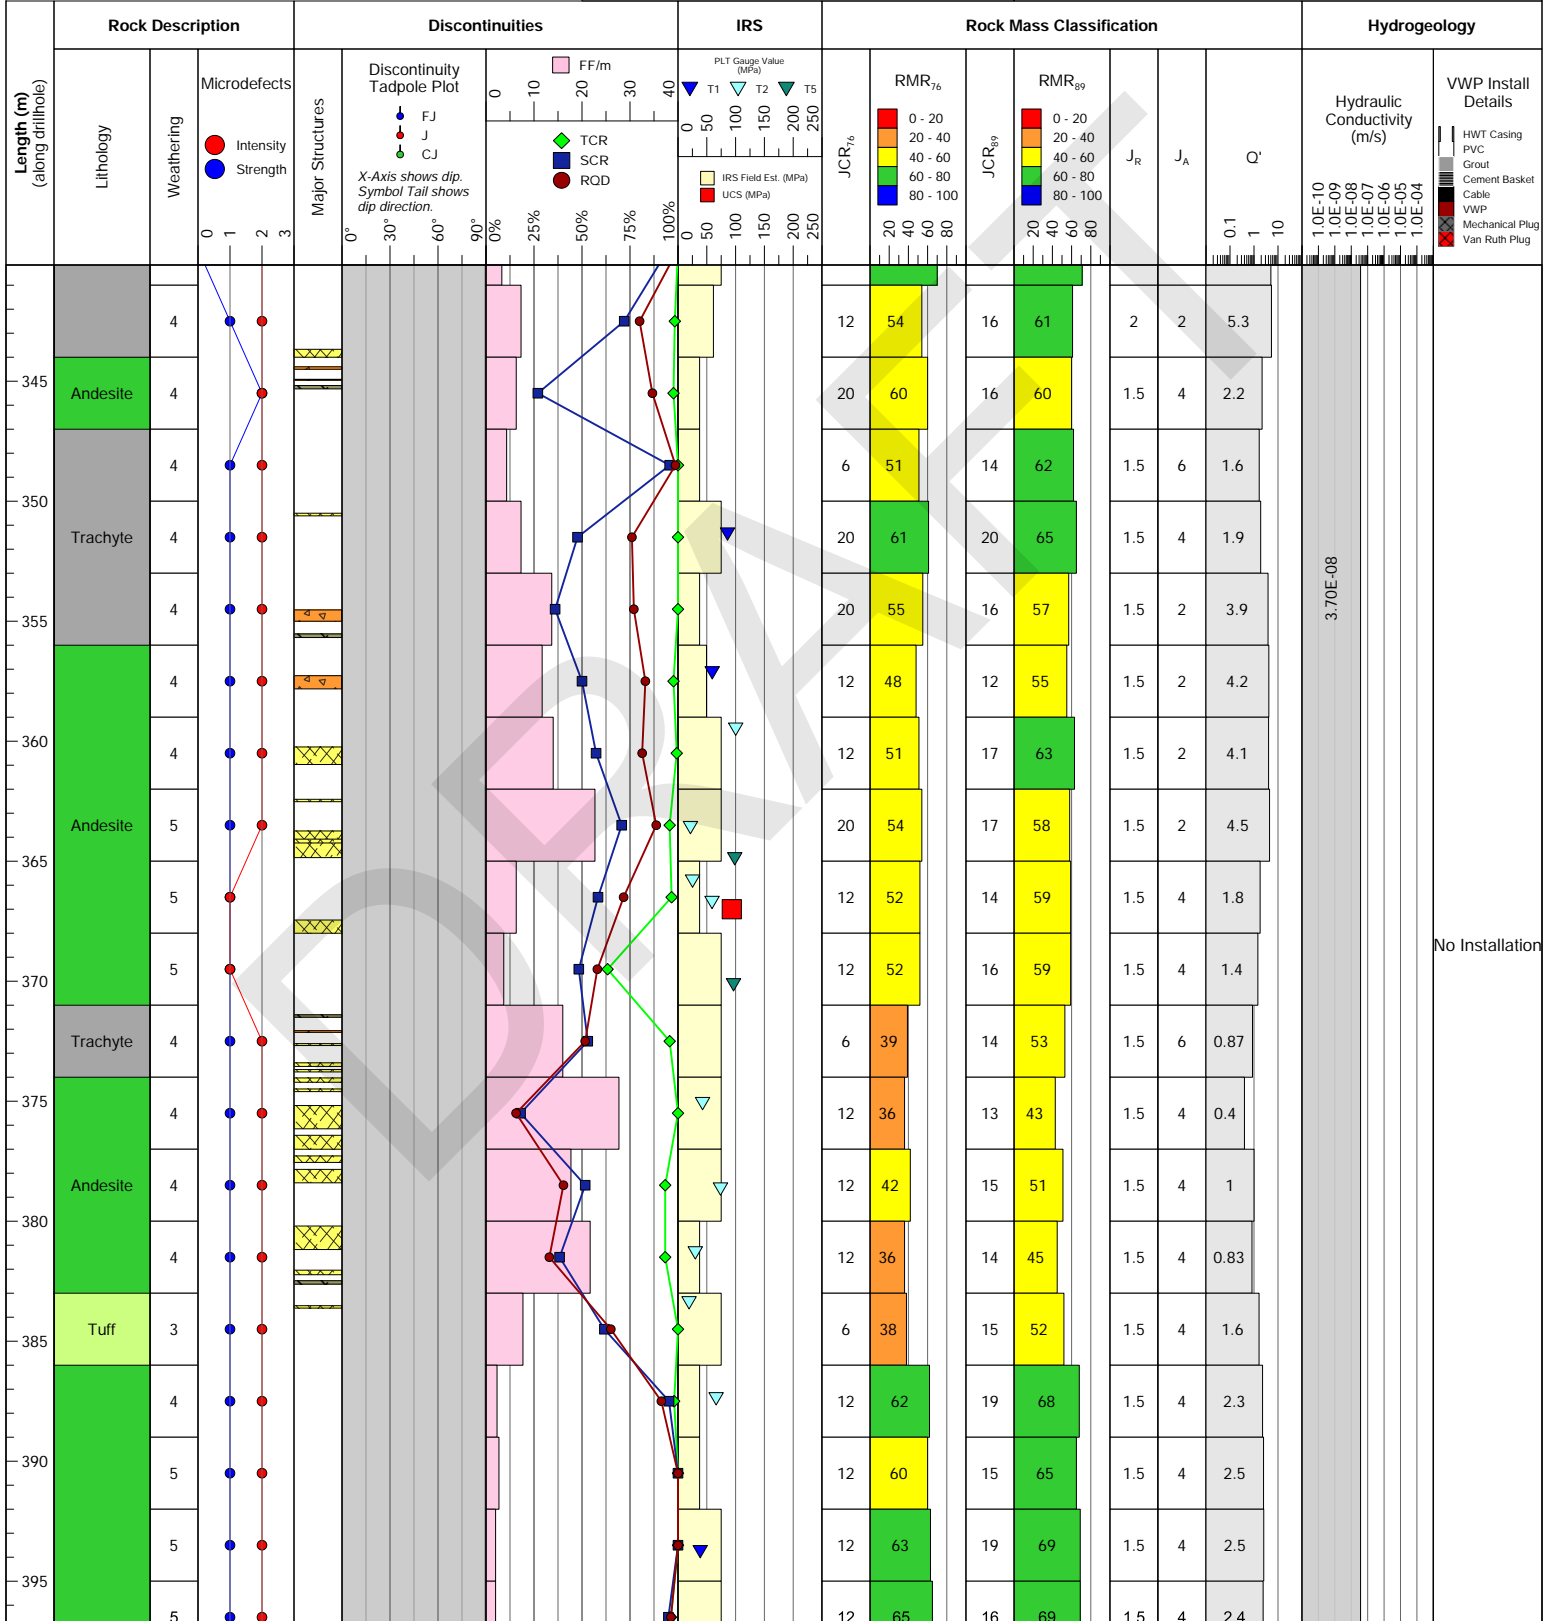 Rock Description Discontinuities IRS Rock Mass Classification Hydrogeology
Length (m)
(along drillhole)
Lithology
Weathering
Microdefects
Intensity
Strength
0 1 2 3
Major Structures
Discontinuity
Tadpole Plot
FJ
J
CJ
X-Axis shows dip.
Symbol Tail shows
dip direction.
0° 30° 60° 90°
FF/m
0 10 20 30 40
TCR
SCR
RQD
0% 25% 50% 75% 100%
PLT Gauge Value
(MPa)
T1 T2 T5
0 50 100 150 200 250
IRS Field Est. (MPa)
UCS (MPa)
0 50 100 150 200 250
JCR76
RMR76
0 - 20
20 - 40
40 - 60
60 - 80
80 - 100
20 40 60 80
JCR89
RMR89
0 - 20
20 - 40
40 - 60
60 - 80
80 - 100
20 40 60 80
JR
JA
Q'
0.1 1 10
Hydraulic
Conductivity
(m/s)
1.0E-10 1.0E-09 1.0E-08 1.0E-07 1.0E-06 1.0E-05 1.0E-04
VWP Install
Details
HWT Casing
PVC
Grout
Cement Basket
Cable
VWP
Mechanical Plug
Van Ruth Plug
4 12 54 16 61 2 2 5.3
345 Andesite 4 20 60 16 60 1.5 4 2.2
4 6 51 14 62 1.5 6 1.6
350
Trachyte 4 20 61 20 65 1.5 4 1.9
4 20 55 16 57 1.5 2 3.9
3.70E-08
355
4 12 48 12 55 1.5 2 4.2
360 4 12 51 17 63 1.5 2 4.1
Andesite 5 20 54 17 58 1.5 2 4.5
365
5 12 52 14 59 1.5 4 1.8
No Installation
370 5 12 52 16 59 1.5 4 1.4
Trachyte 4 6 39 14 53 1.5 6 0.87
375 4 12 36 13 43 1.5 4 0.4
Andesite 4 12 42 15 51 1.5 4 1
380
4 12 36 14 45 1.5 4 0.83
Tuff 3 6 38 15 52 1.5 4 1.6
385
4 12 62 19 68 1.5 4 2.3
390 5 12 60 15 65 1.5 4 2.5
5 12 63 19 69 1.5 4 2.5
395
5 12 65 16 69 1.5 4 2.4
DRAFT